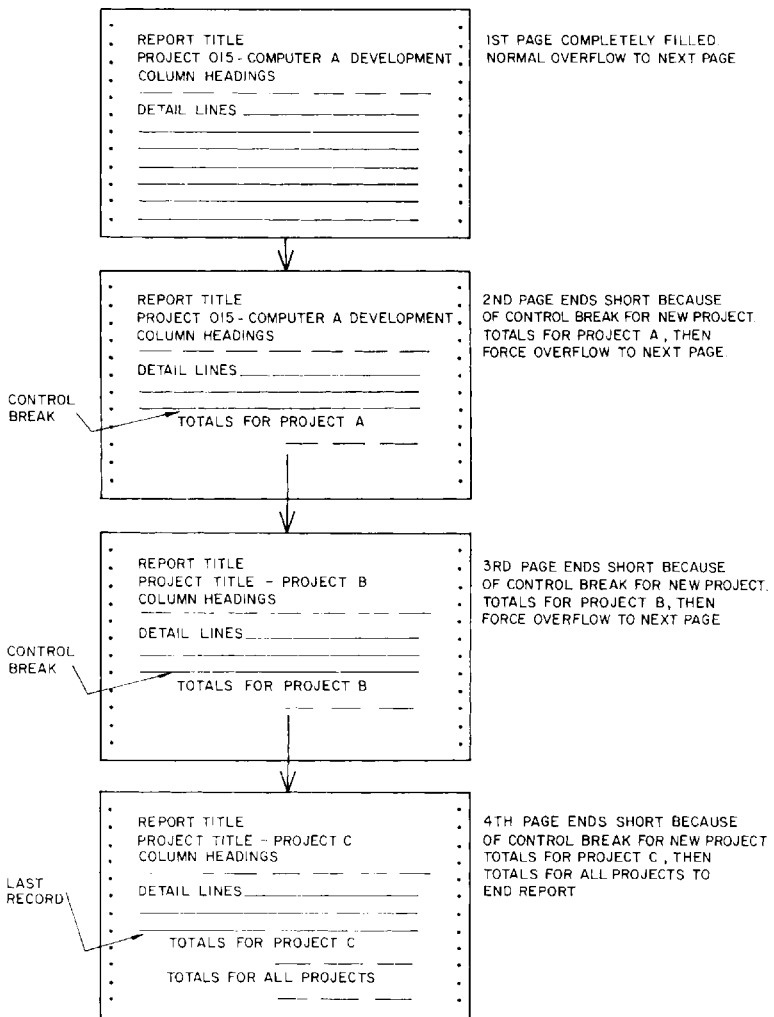 REPORT TITLE
PROJECT 015 - COMPUTER A DEVELOPMENT
COLUMN HEADINGS
DETAIL LINES
1ST PAGE COMPLETELY FILLED.
NORMAL OVERFLOW TO NEXT PAGE
REPORT TITLE
PROJECT 015 - COMPUTER A DEVELOPMENT
COLUMN HEADINGS
DETAIL LINES
CONTROL
BREAK
TOTALS FOR PROJECT A
2ND PAGE ENDS SHORT BECAUSE
OF CONTROL BREAK FOR NEW PROJECT.
TOTALS FOR PROJECT A, THEN
FORCE OVERFLOW TO NEXT PAGE.
REPORT TITLE
PROJECT TITLE - PROJECT B
COLUMN HEADINGS
DETAIL LINES
CONTROL
BREAK
TOTALS FOR PROJECT B
3RD PAGE ENDS SHORT BECAUSE
OF CONTROL BREAK FOR NEW PROJECT.
TOTALS FOR PROJECT B, THEN
FORCE OVERFLOW TO NEXT PAGE
REPORT TITLE
PROJECT TITLE - PROJECT C
COLUMN HEADINGS
DETAIL LINES
LAST
RECORD
TOTALS FOR PROJECT C
TOTALS FOR ALL PROJECTS
4TH PAGE ENDS SHORT BECAUSE
OF CONTROL BREAK FOR NEW PROJECT
TOTALS FOR PROJECT C, THEN
TOTALS FOR ALL PROJECTS TO
END REPORT